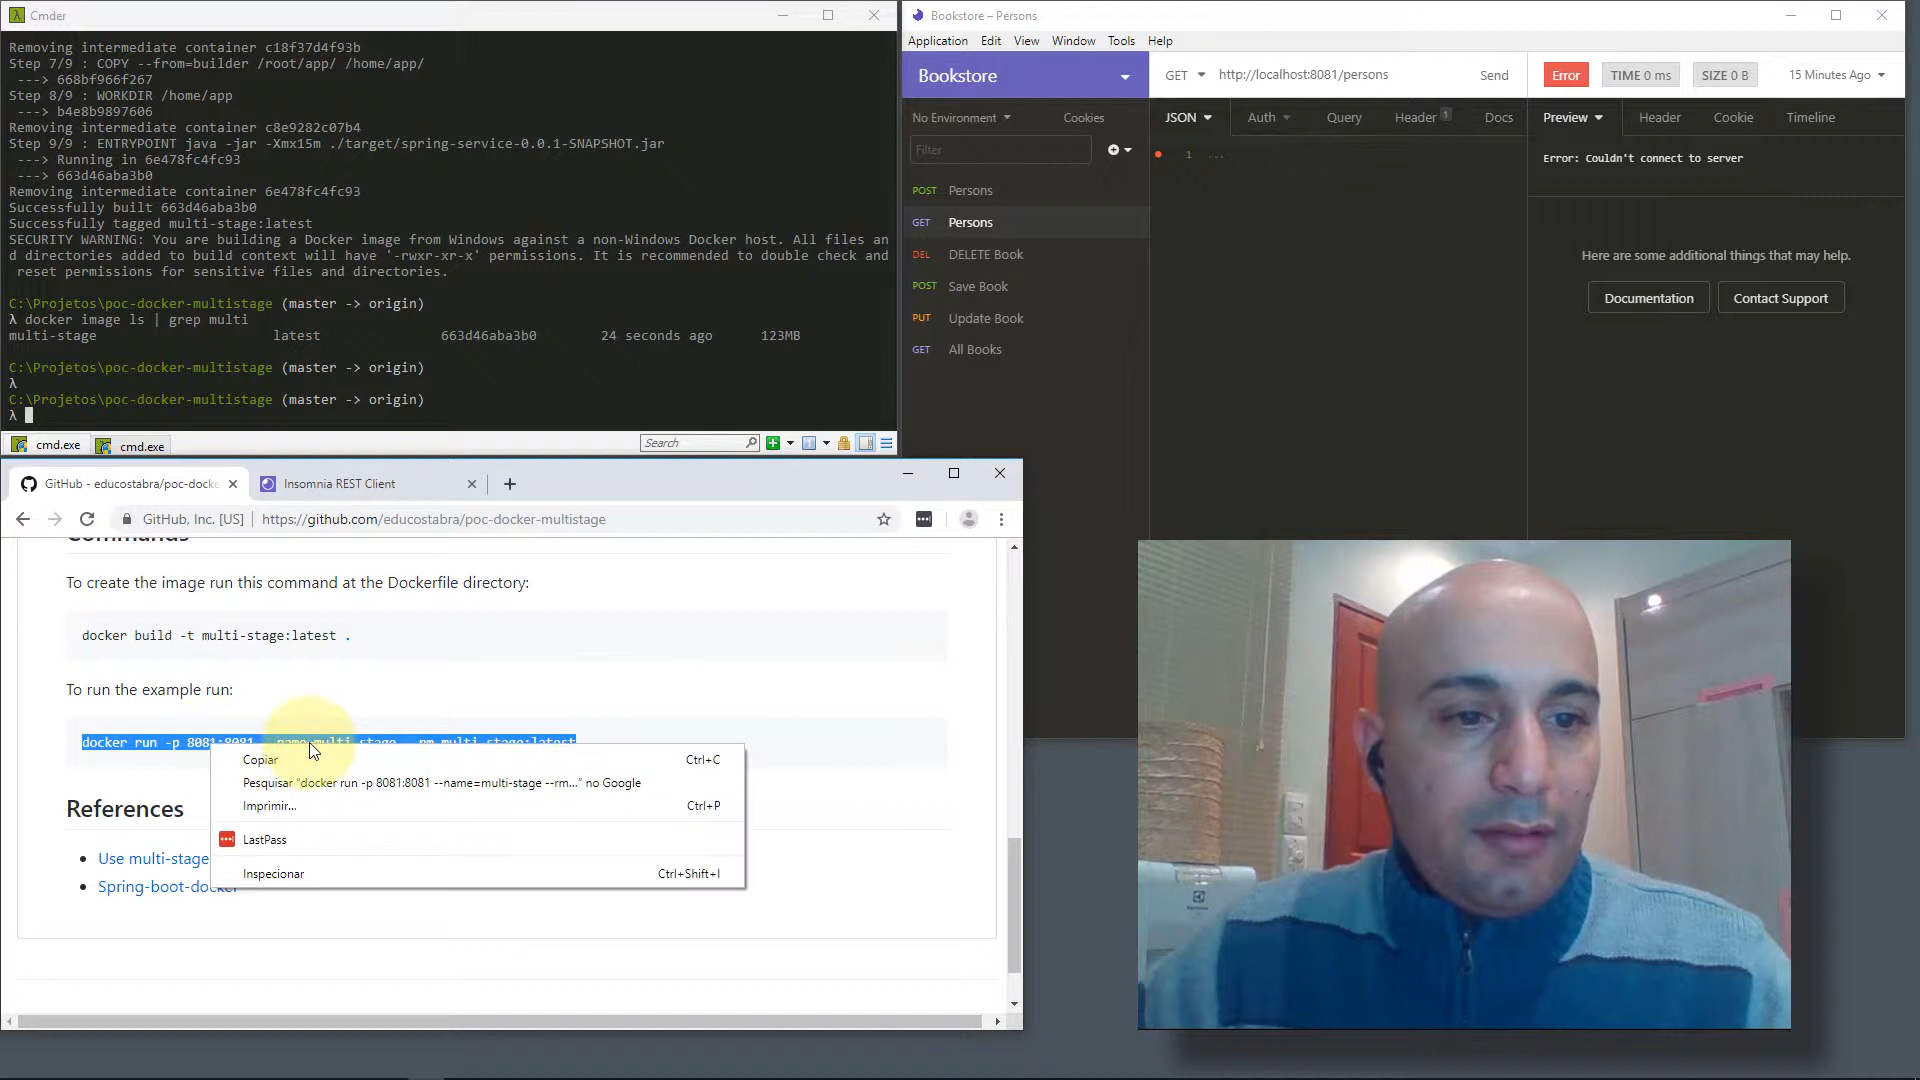 Cmder
Removing intermediate container c18f37d4f93b
Step 7/9 : COPY --from=builder /root/app/ /home/app/
---> 668bf966f267
Step 8/9 : WORKDIR /home/app
---> b4e8b9897606
Removing intermediate container c8e9282c07b4
Step 9/9 : ENTRYPOINT java -jar -Xmx15m ./target/spring-service-0.0.1-SNAPSHOT.jar
---> Running in 6e478fc4fc93
---> 663d46aba3b0
Removing intermediate container 6e478fc4fc93
Successfully built 663d46aba3b0
Successfully tagged multi-stage:latest
SECURITY WARNING: You are building a Docker image from Windows against a non-Windows Docker host. All files an
d directories added to build context will have '-rwxr-xr-x' permissions. It is recommended to double check and
reset permissions for sensitive files and directories.
C:\Projetos\poc-docker-multistage (master -> origin)
λ docker image ls | grep multi
multi-stage latest 663d46aba3b0 24 seconds ago 123MB
C:\Projetos\poc-docker-multistage (master -> origin)
λ
C:\Projetos\poc-docker-multistage (master -> origin)
λ
cmd.exe cmd.exe Search
Bookstore – Persons
Application Edit View Window Tools Help
Bookstore
GET http://localhost:8081/persons Send
Error TIME 0 ms SIZE 0 B 15 Minutes Ago
No Environment Cookies
JSON Auth Query Header 1 Docs
Preview Header Cookie Timeline
Filter
1 ...
Error: Couldn't connect to server
POST Persons
GET Persons
DEL DELETE Book
POST Save Book
PUT Update Book
GET All Books
Here are some additional things that may help.
Documentation Contact Support
GitHub - educostabra/poc-docke
Insomnia REST Client
GitHub, Inc. [US] https://github.com/educostabra/poc-docker-multistage
Commands
To create the image run this command at the Dockerfile directory:
docker build -t multi-stage:latest .
To run the example run:
docker run -p 8081:8081 --name=multi-stage --rm multi-stage:latest
Copiar Ctrl+C
Pesquisar "docker run -p 8081:8081 --name=multi-stage --rm..." no Google
Imprimir... Ctrl+P
LastPass
Inspecionar Ctrl+Shift+I
References
Use multi-stage
Spring-boot-docker